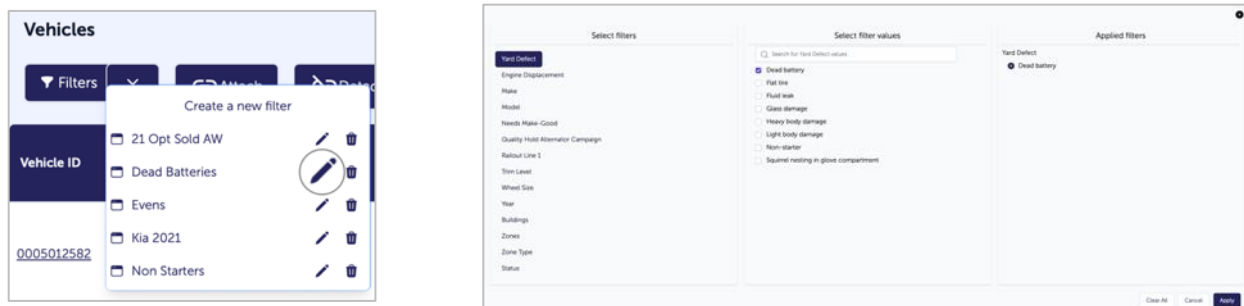 Vehicles
Filters
Create a new filter
21 Opt Sold AW
Dead Batteries
Evens
Kia 2021
Non Starters
Vehicle ID
0005012582
Select filters
Yard Defect
Engine Displacement
Make
Model
Needs Make-Good
Quality Hold Alternator Campaign
Railout Line 1
Trim Level
Wheel Size
Year
Buildings
Zones
Zone Type
Status
Select filter values
Search for Yard Defect values
Dead battery
Flat tire
Fluid leak
Glass damage
Heavy body damage
Light body damage
Non-starter
Squirrel nesting in glove compartment
Applied filters
Yard Defect
Dead battery
Clear All Cancel Apply